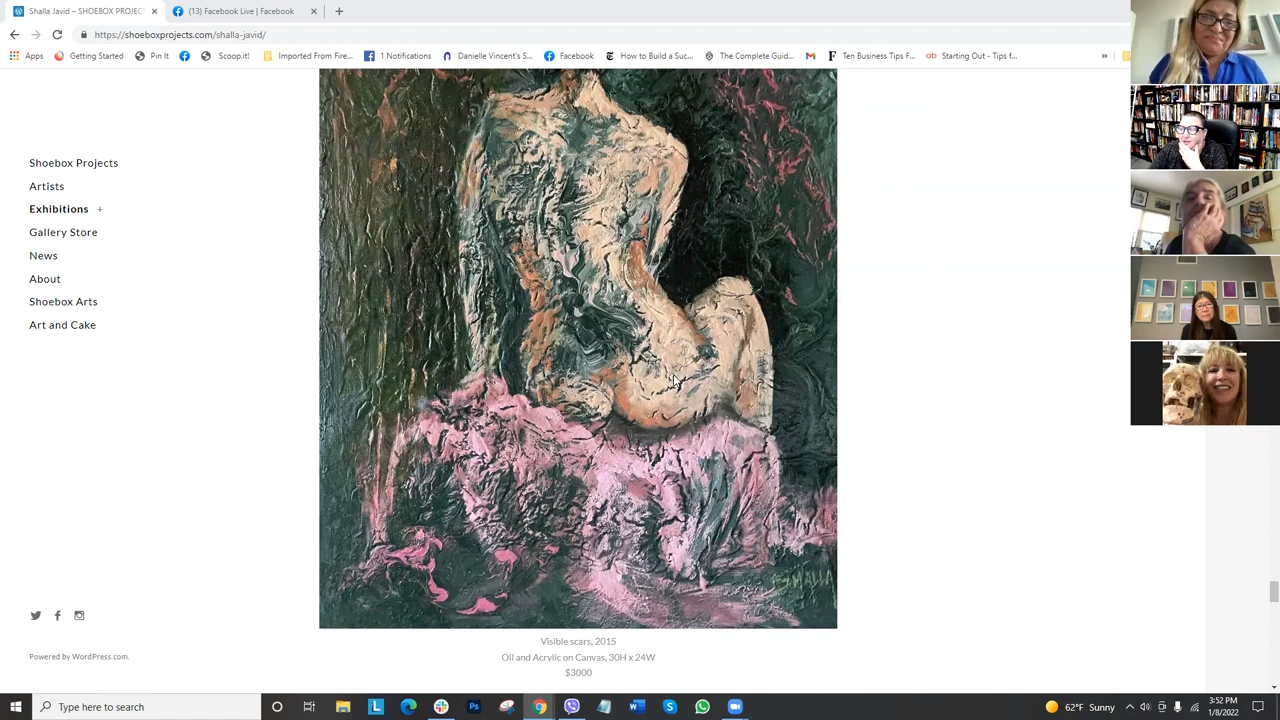 Shalla Javid – SHOEBOX PROJEC
(13) Facebook Live | Facebook
https://shoeboxprojects.com/shalla-javid/
Apps
Getting Started
Pin It
Scoop.it!
Imported From Fire...
1 Notifications
Danielle Vincent's...
Facebook
How to Build a Suc...
The Complete Guid...
Ten Business Tips F...
Starting Out - Tips f...
»
Shoebox Projects
Artists
Exhibitions +
Gallery Store
News
About
Shoebox Arts
Art and Cake
SHALLA
Visible scars, 2015
Oil and Acrylic on Canvas, 30H x 24W
$3000
Powered by WordPress.com.
Type here to search
62°F Sunny
3:52 PM
1/8/2022